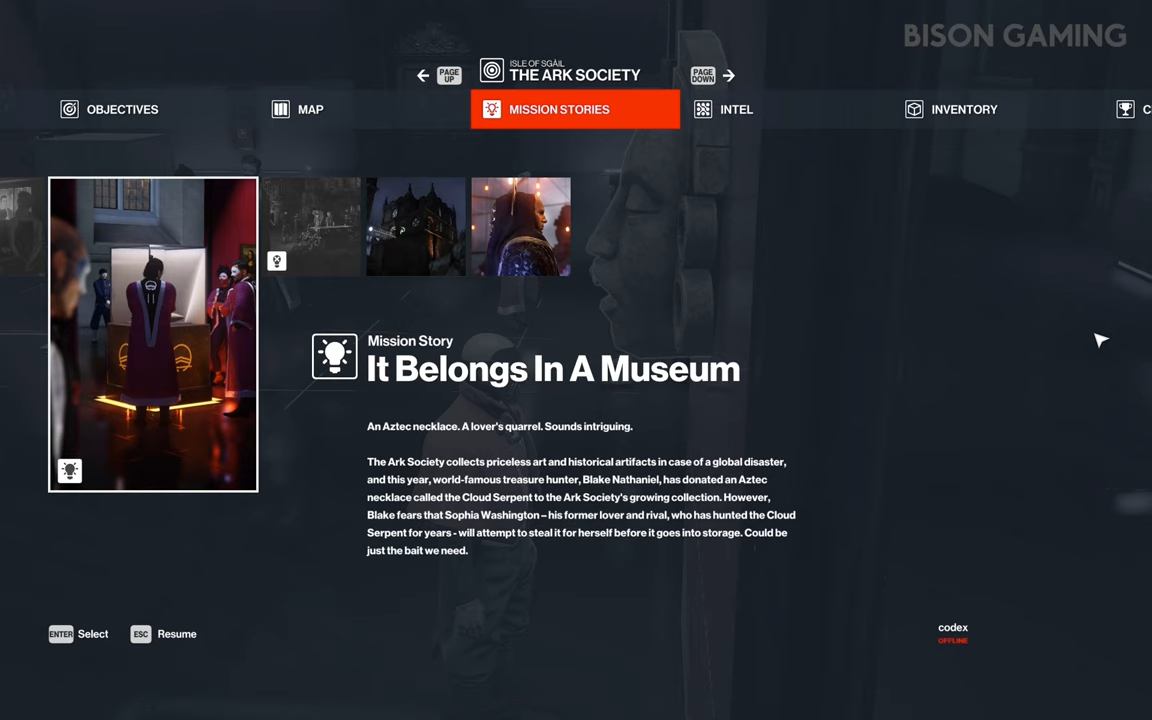 BISON GAMING
PAGE UP
ISLE OF SGÀIL
THE ARK SOCIETY
PAGE DOWN
OBJECTIVES
MAP
MISSION STORIES
INTEL
INVENTORY
C
Mission Story
It Belongs In A Museum
An Aztec necklace. A lover's quarrel. Sounds intriguing.
The Ark Society collects priceless art and historical artifacts in case of a global disaster,
and this year, world-famous treasure hunter, Blake Nathaniel, has donated an Aztec
necklace called the Cloud Serpent to the Ark Society's growing collection. However,
Blake fears that Sophia Washington – his former lover and rival, who has hunted the Cloud
Serpent for years - will attempt to steal it for herself before it goes into storage. Could be
just the bait we need.
ENTER Select
ESC Resume
codex
OFFLINE